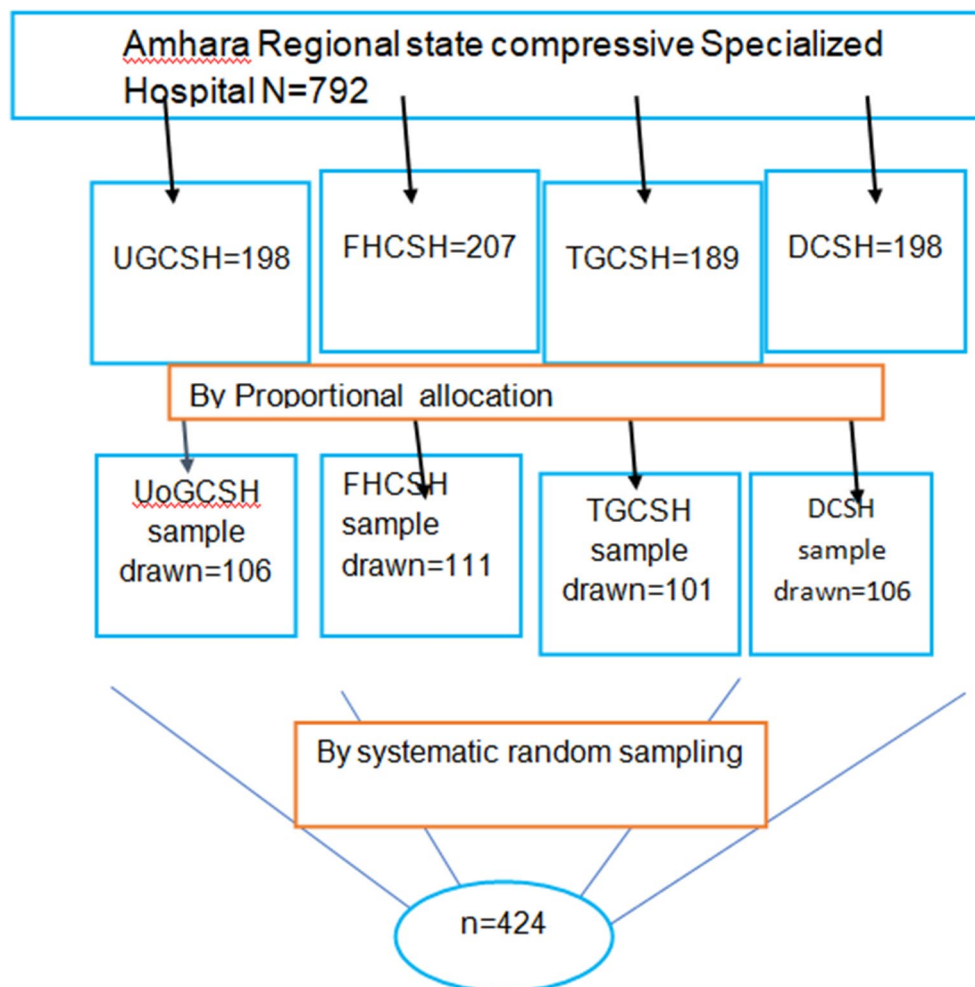 Amhara Regional state compressive Specialized
Hospital N=792
UGCSH=198
FHCSH=207
TGCSH=189
DCSH=198
By Proportional allocation
UoGCSH
sample
drawn=106
FHCSH
sample
drawn=111
TGCSH
sample
drawn=101
DCSH
sample
drawn=106
By systematic random sampling
n=424